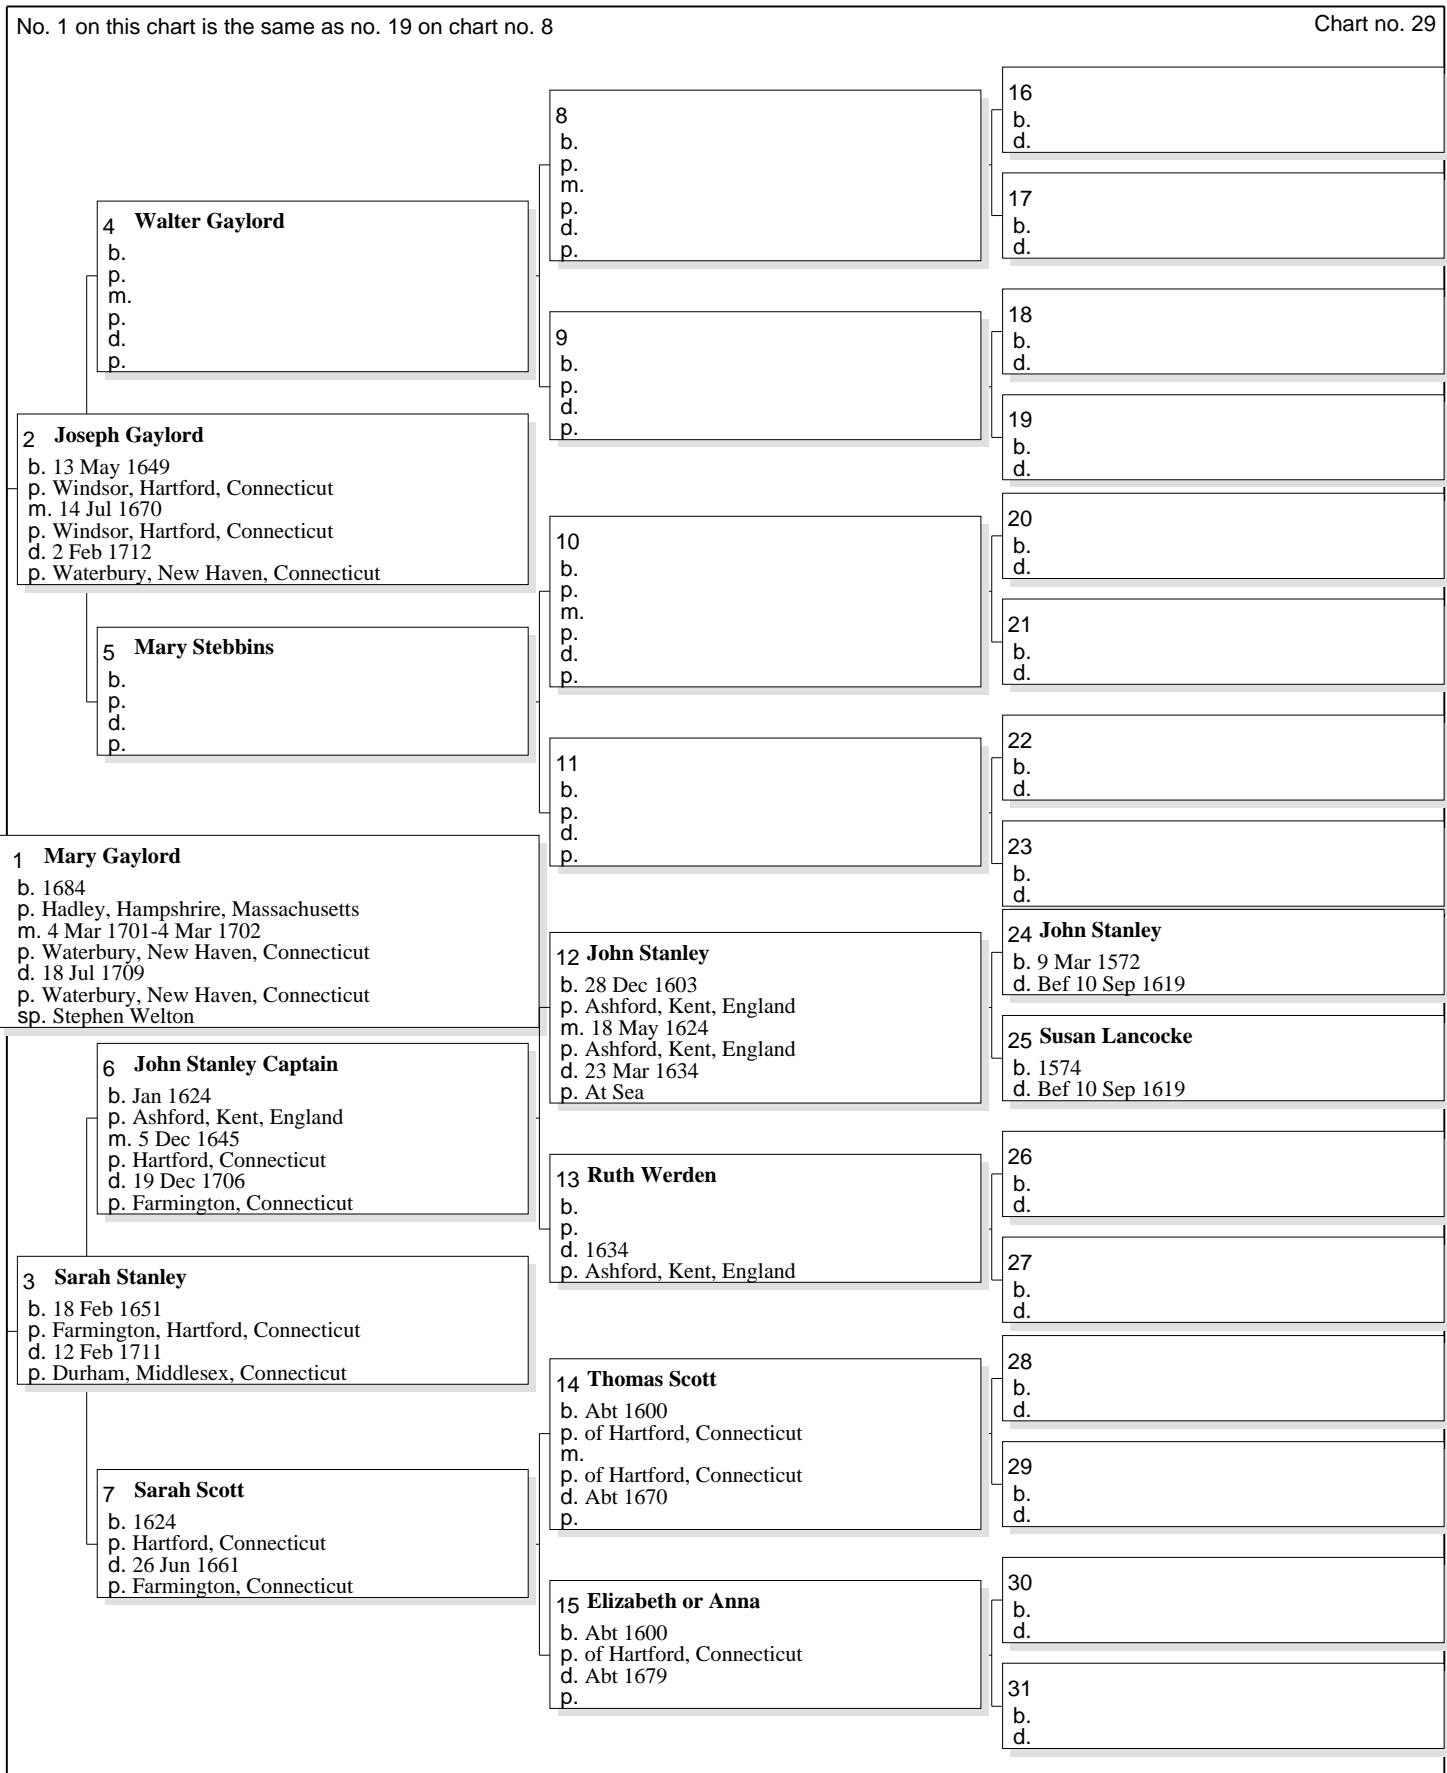 No. 1 on this chart is the same as no. 19 on chart no. 8
Chart no. 29
1 Mary Gaylord
b. 1684
p. Hadley, Hampshrire, Massachusetts
m. 4 Mar 1701-4 Mar 1702
p. Waterbury, New Haven, Connecticut
d. 18 Jul 1709
p. Waterbury, New Haven, Connecticut
sp. Stephen Welton
2 Joseph Gaylord
b. 13 May 1649
p. Windsor, Hartford, Connecticut
m. 14 Jul 1670
p. Windsor, Hartford, Connecticut
d. 2 Feb 1712
p. Waterbury, New Haven, Connecticut
3 Sarah Stanley
b. 18 Feb 1651
p. Farmington, Hartford, Connecticut
d. 12 Feb 1711
p. Durham, Middlesex, Connecticut
4 Walter Gaylord
b.
p.
m.
p.
d.
p.
5 Mary Stebbins
b.
p.
d.
p.
6 John Stanley Captain
b. Jan 1624
p. Ashford, Kent, England
m. 5 Dec 1645
p. Hartford, Connecticut
d. 19 Dec 1706
p. Farmington, Connecticut
7 Sarah Scott
b. 1624
p. Hartford, Connecticut
d. 26 Jun 1661
p. Farmington, Connecticut
8
b.
p.
m.
p.
d.
p.
9
b.
p.
d.
p.
10
b.
p.
m.
p.
d.
p.
11
b.
p.
d.
p.
12 John Stanley
b. 28 Dec 1603
p. Ashford, Kent, England
m. 18 May 1624
p. Ashford, Kent, England
d. 23 Mar 1634
p. At Sea
13 Ruth Werden
b.
p.
d. 1634
p. Ashford, Kent, England
14 Thomas Scott
b. Abt 1600
p. of Hartford, Connecticut
m.
p. of Hartford, Connecticut
d. Abt 1670
p.
15 Elizabeth or Anna
b. Abt 1600
p. of Hartford, Connecticut
d. Abt 1679
p.
16
b.
d.
17
b.
d.
18
b.
d.
19
b.
d.
20
b.
d.
21
b.
d.
22
b.
d.
23
b.
d.
24 John Stanley
b. 9 Mar 1572
d. Bef 10 Sep 1619
25 Susan Lancocke
b. 1574
d. Bef 10 Sep 1619
26
b.
d.
27
b.
d.
28
b.
d.
29
b.
d.
30
b.
d.
31
b.
d.